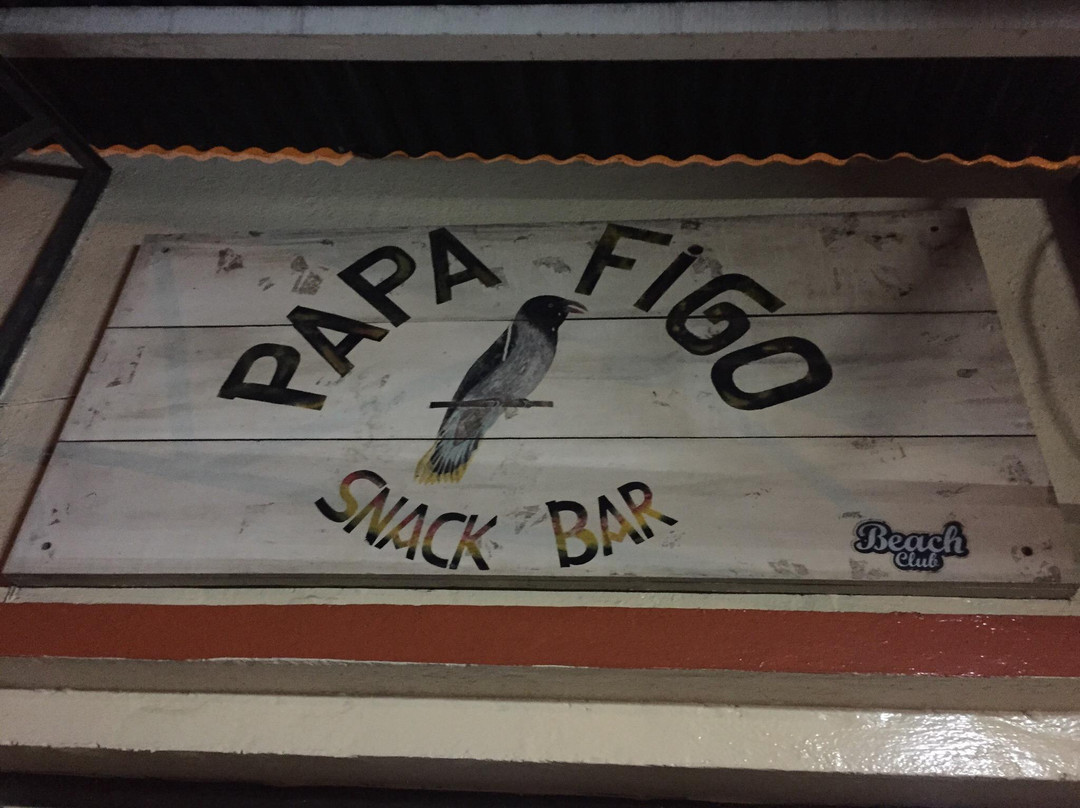 PAPA FiGO
SNACK BAR
Beach
Club